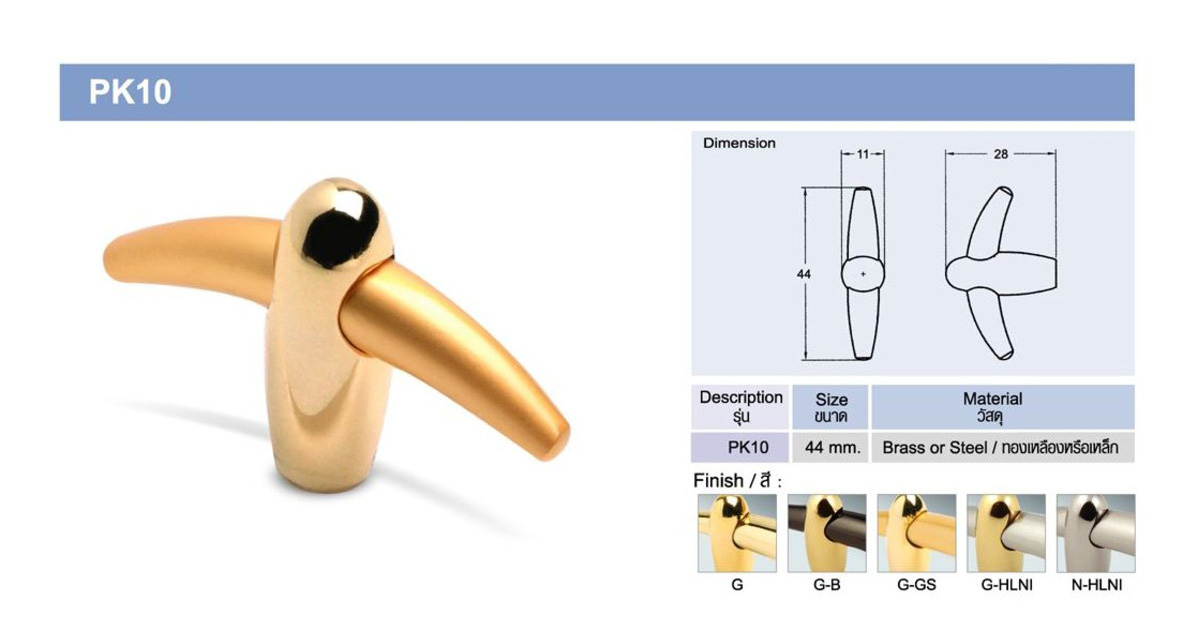 PK10
Dimension
11
28
44
Description
รุ่น
Size
ขนาด
Material
วัสดุ
PK10
44 mm.
Brass or Steel / ทองเหลืองหรือเหล็ก
Finish / สี :
G
G-B
G-GS
G-HLNI
N-HLNI